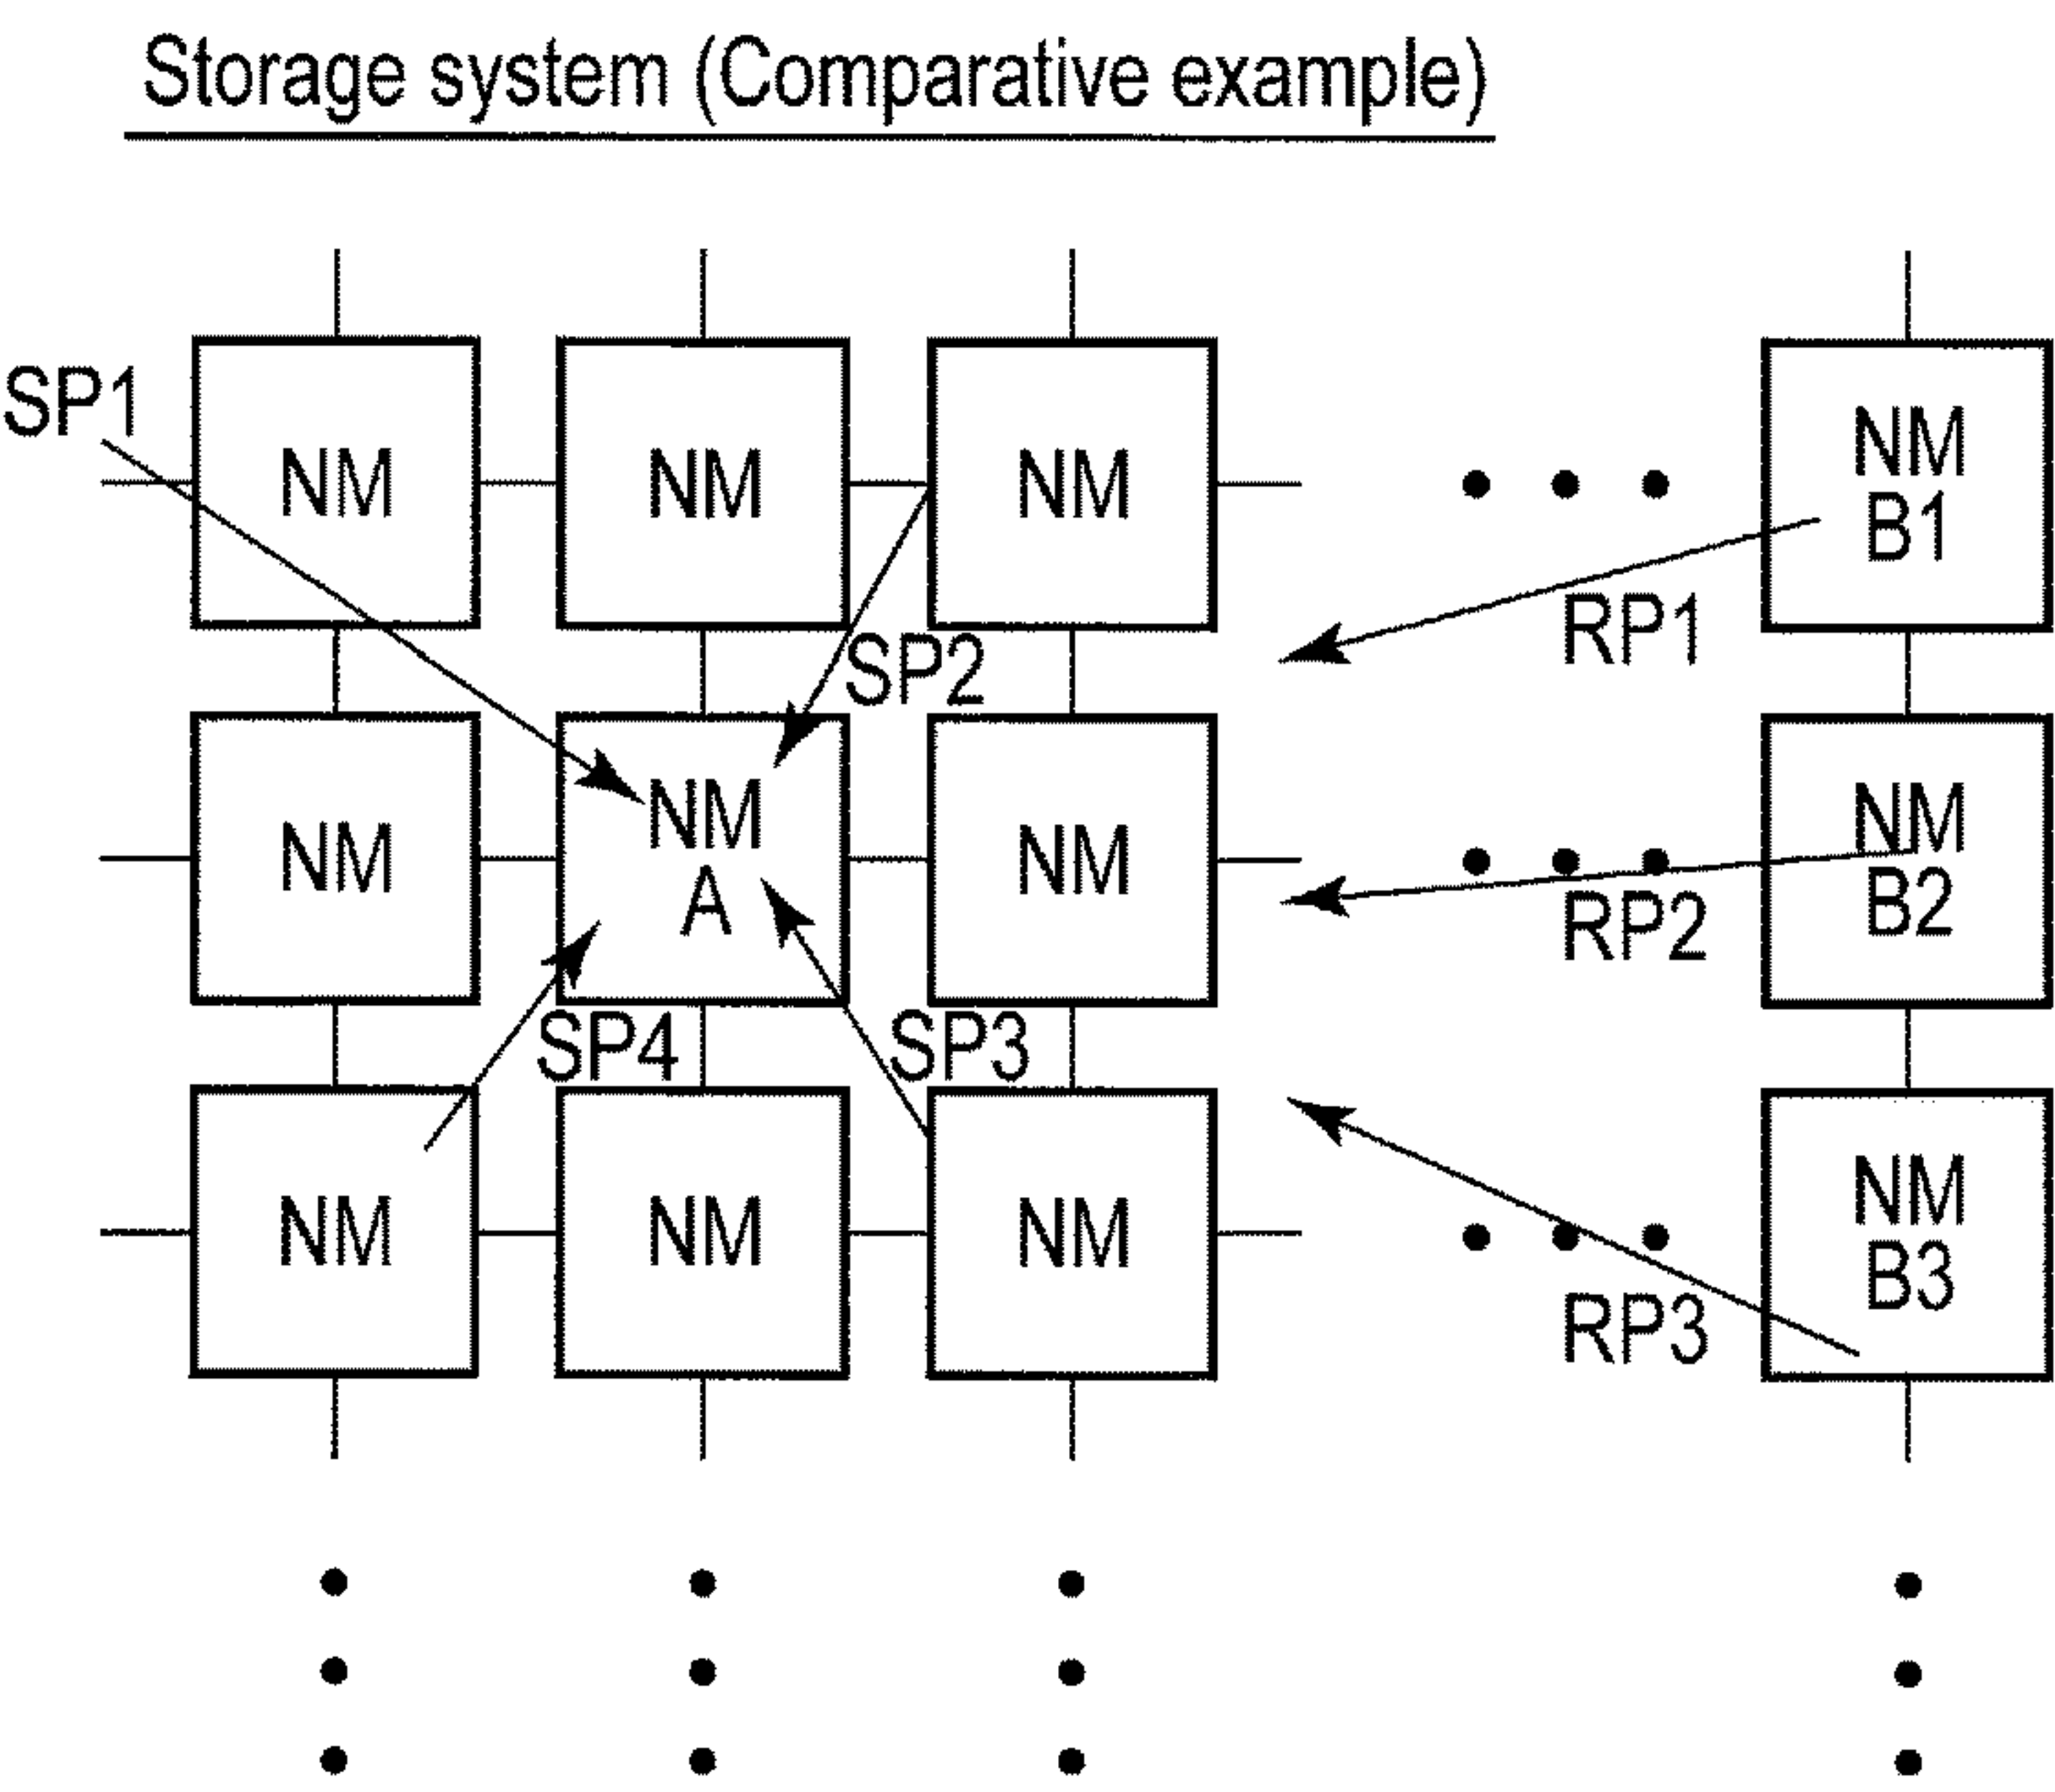 Storage system (Comparative example)
SP1
NM
NM
NM
NM
B1
SP2
RP1
NM
NM
A
NM
NM
B2
RP2
SP4
SP3
NM
NM
NM
NM
B3
RP3